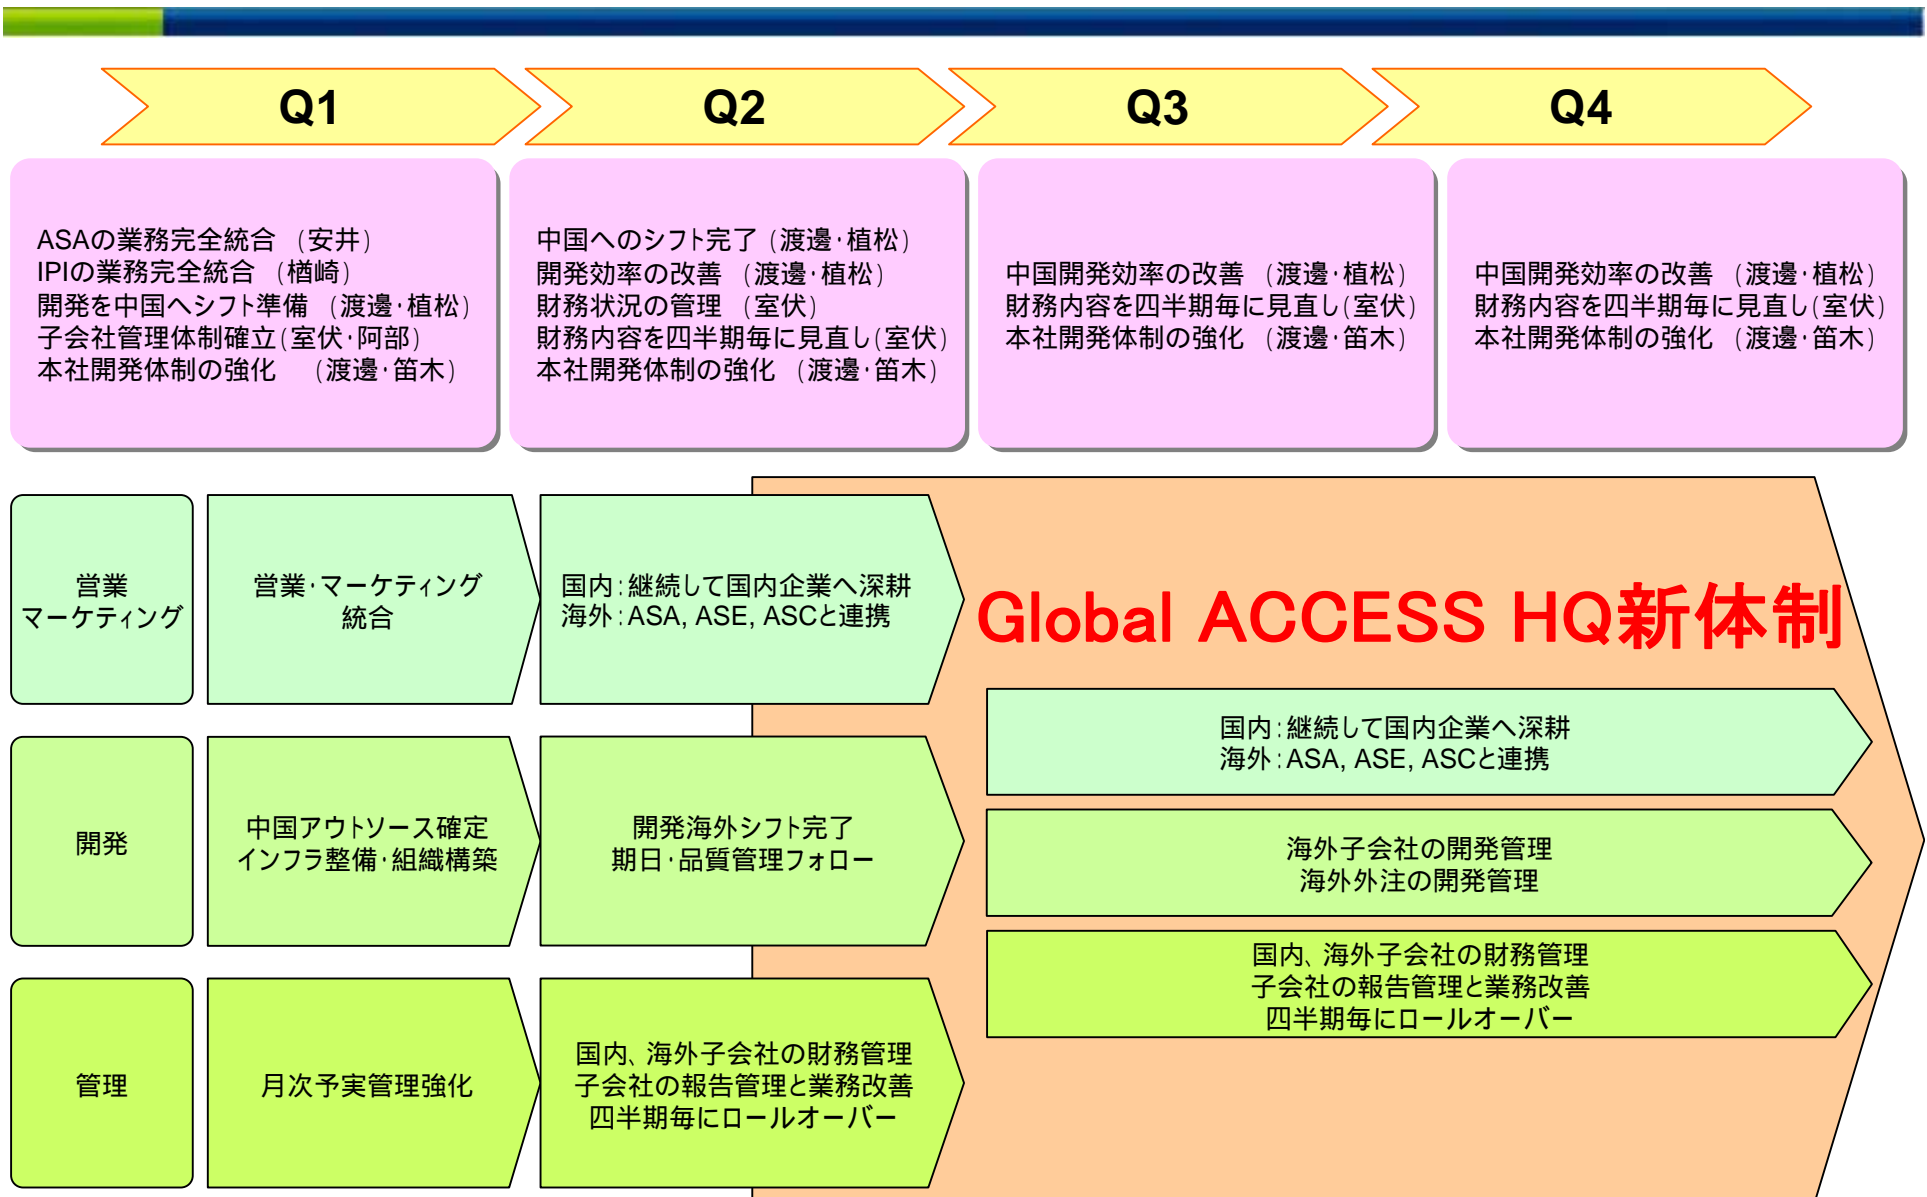 Q1
Q2
Q3
Q4
ASAの業務完全統合 (安井)
IPIの業務完全統合 (楢崎)
開発を中国へシフト準備 (渡邊・植松)
子会社管理体制確立(室伏・阿部)
本社開発体制の強化 (渡邊・笛木)
中国へのシフト完了 (渡邊・植松)
開発効率の改善 (渡邊・植松)
財務状況の管理 (室伏)
財務内容を四半期毎に見直し(室伏)
本社開発体制の強化 (渡邊・笛木)
中国開発効率の改善 (渡邊・植松)
財務内容を四半期毎に見直し(室伏)
本社開発体制の強化 (渡邊・笛木)
中国開発効率の改善 (渡邊・植松)
財務内容を四半期毎に見直し(室伏)
本社開発体制の強化 (渡邊・笛木)
営業
マーケティング
営業・マーケティング
統合
国内:継続して国内企業へ深耕
海外:ASA, ASE, ASCと連携
Global ACCESS HQ新体制
国内:継続して国内企業へ深耕
海外:ASA, ASE, ASCと連携
開発
中国アウトソース確定
インフラ整備・組織構築
開発海外シフト完了
期日・品質管理フォロー
海外子会社の開発管理
海外外注の開発管理
国内、海外子会社の財務管理
子会社の報告管理と業務改善
四半期毎にロールオーバー
管理
月次予実管理強化
国内、海外子会社の財務管理
子会社の報告管理と業務改善
四半期毎にロールオーバー